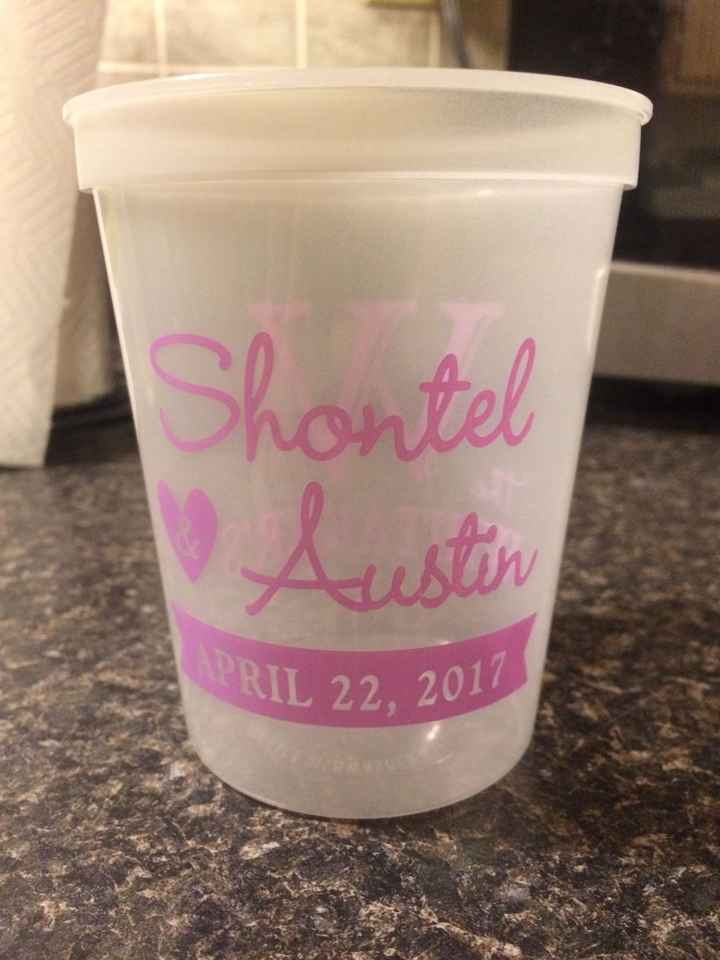 Shontel
& Austin
APRIL 22, 2017